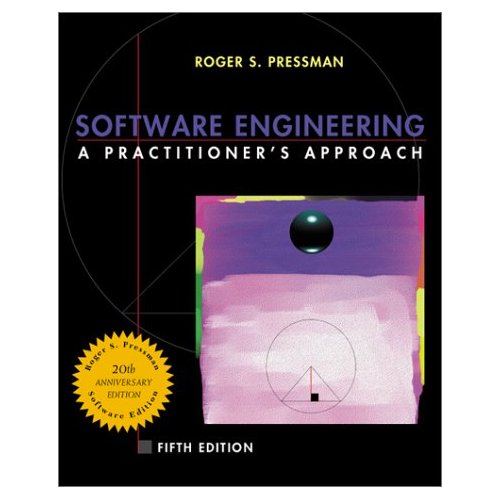 ROGER S. PRESSMAN
SOFTWARE ENGINEERING
A PRACTITIONER'S APPROACH
Roger S. Pressman
20th
ANNIVERSARY
EDITION
Software Edition
FIFTH EDITION